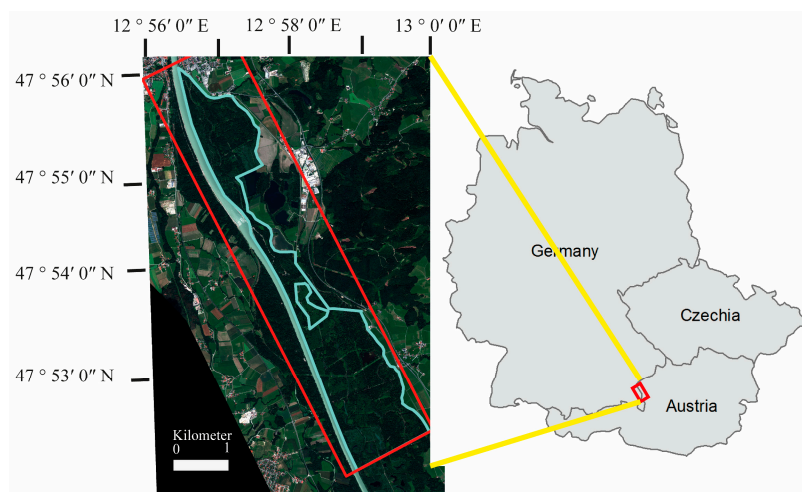 12 ° 56′ 0″ E 12 ° 58′ 0″ E 13 ° 0′ 0″ E
47 ° 56′ 0″ N
47 ° 55′ 0″ N
47 ° 54′ 0″ N
47 ° 53′ 0″ N
Germany
Czechia
Austria
Kilometer
0 1